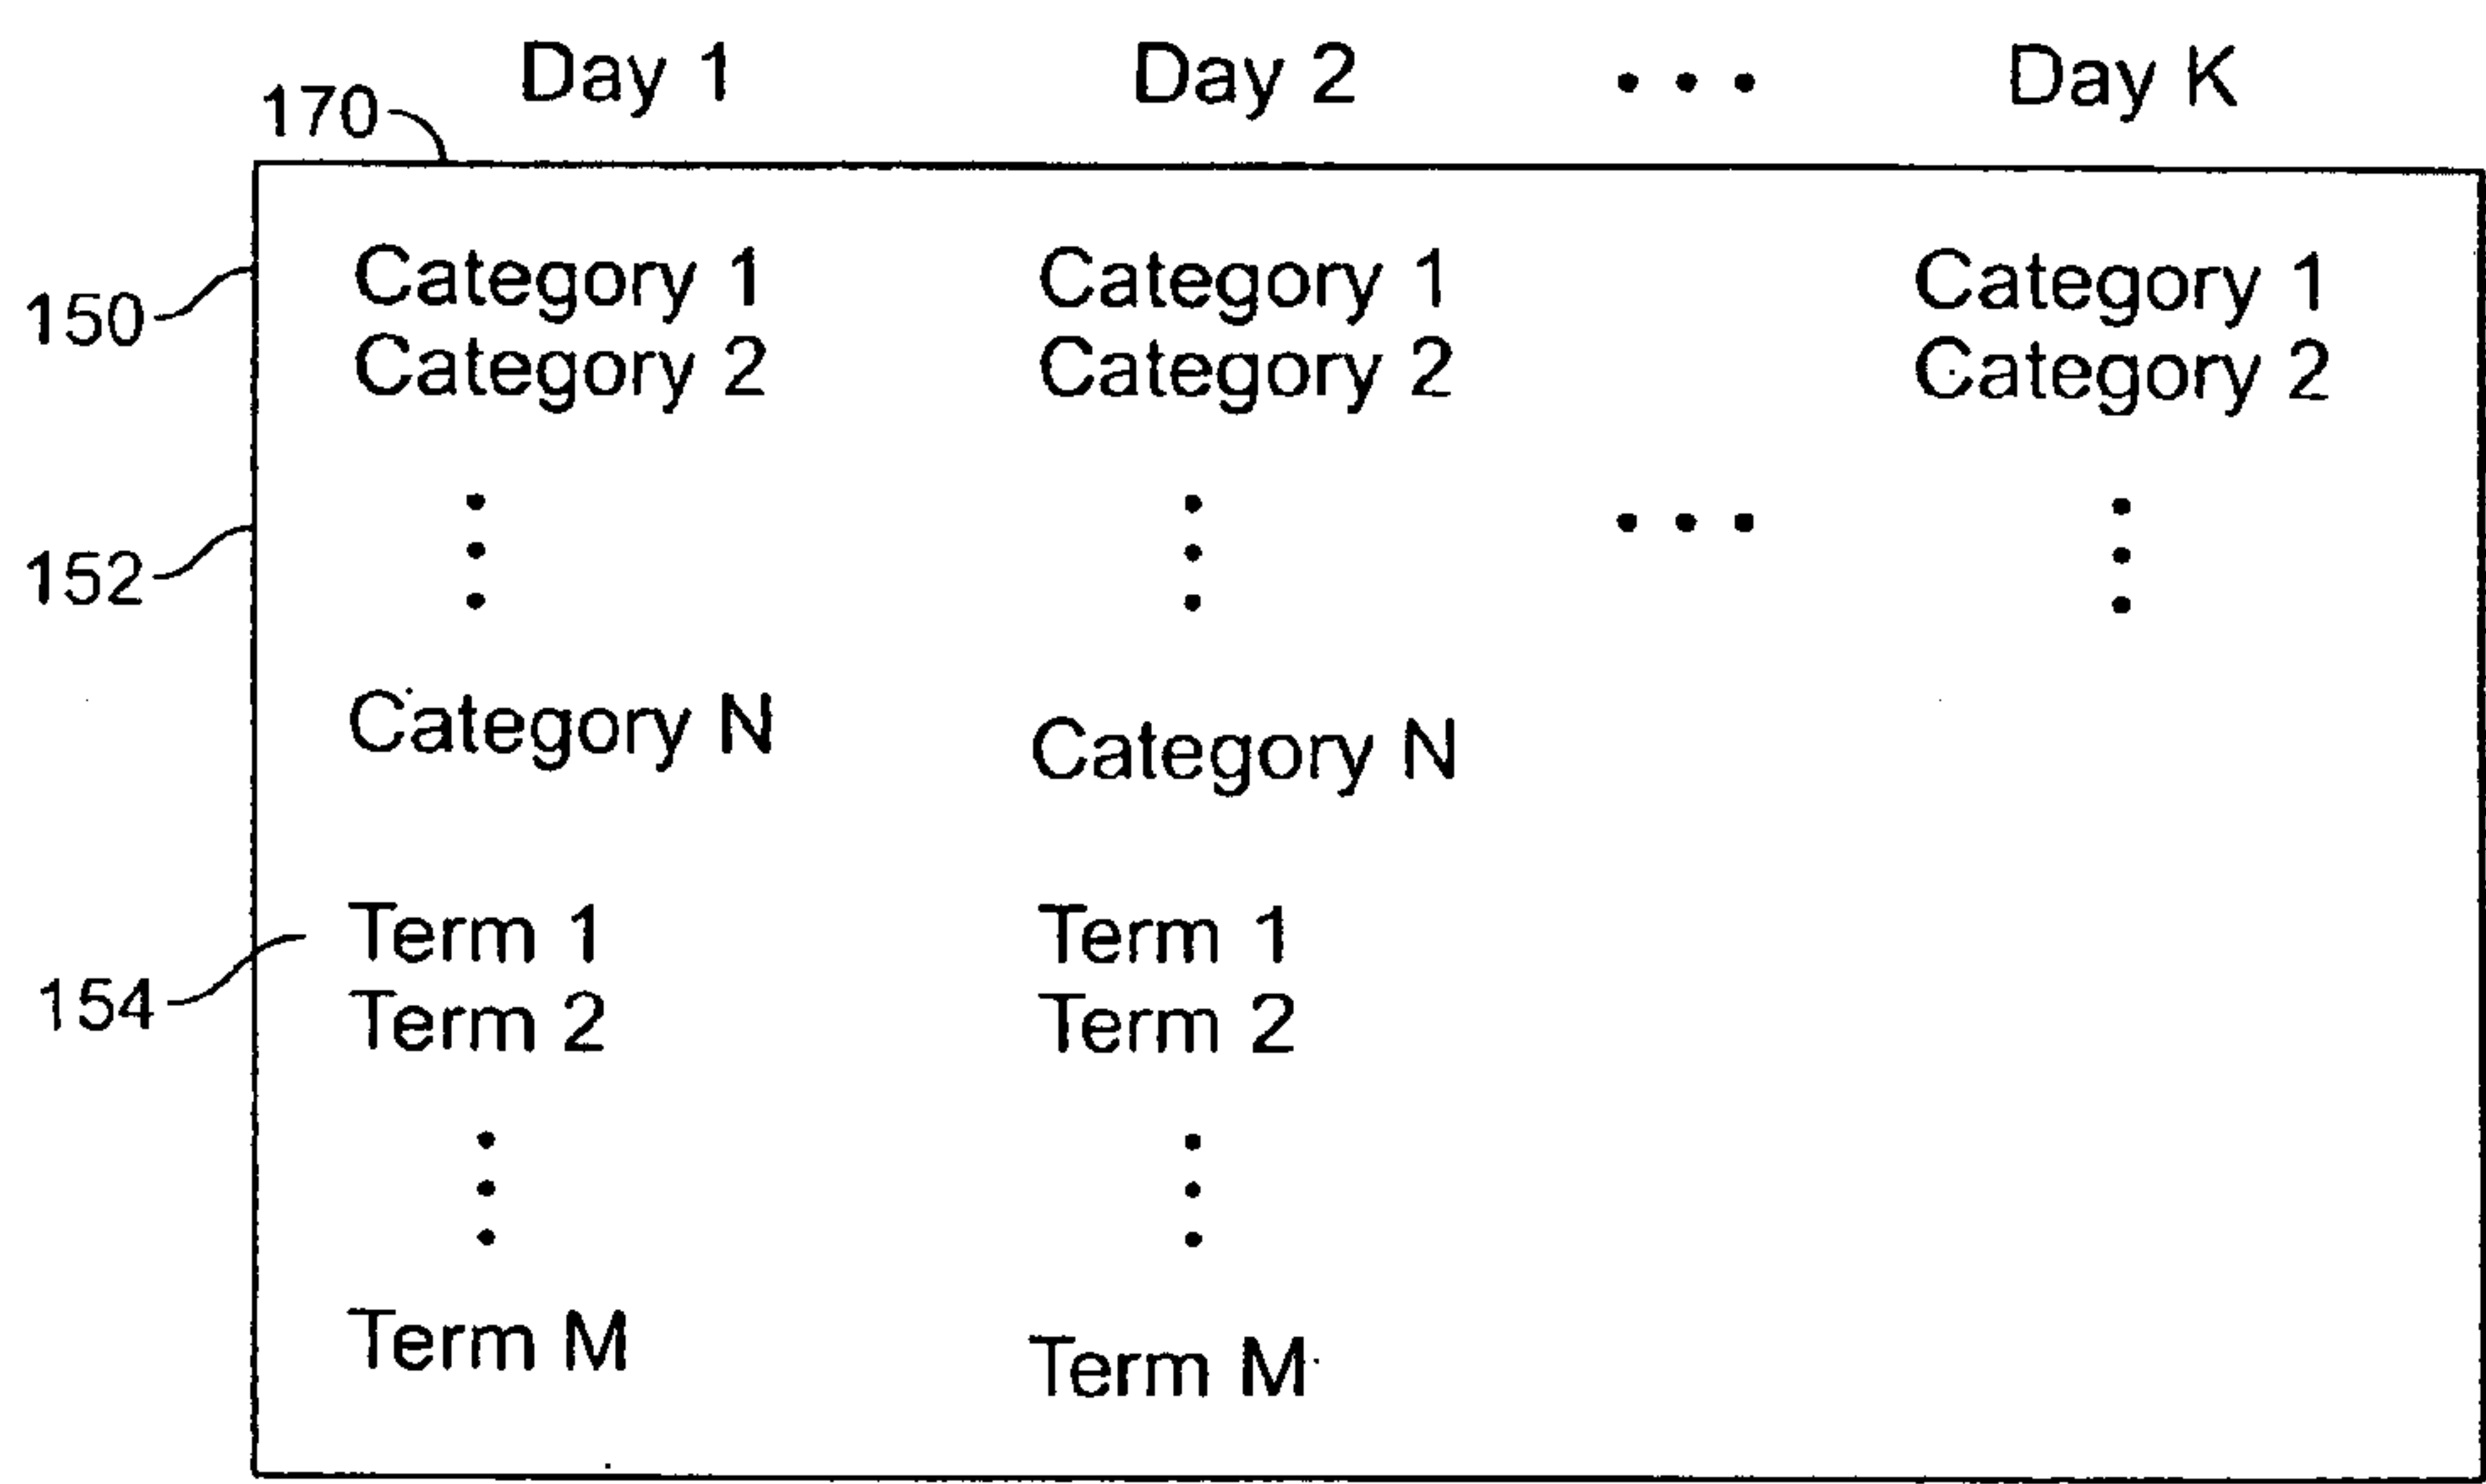 Day 1 Day 2 • • • Day K
170
150 Category 1 Category 1 Category 1
Category 2 Category 2 Category 2
• • •
152
Category N Category N
154 Term 1 Term 1
Term 2 Term 2
Term M Term M